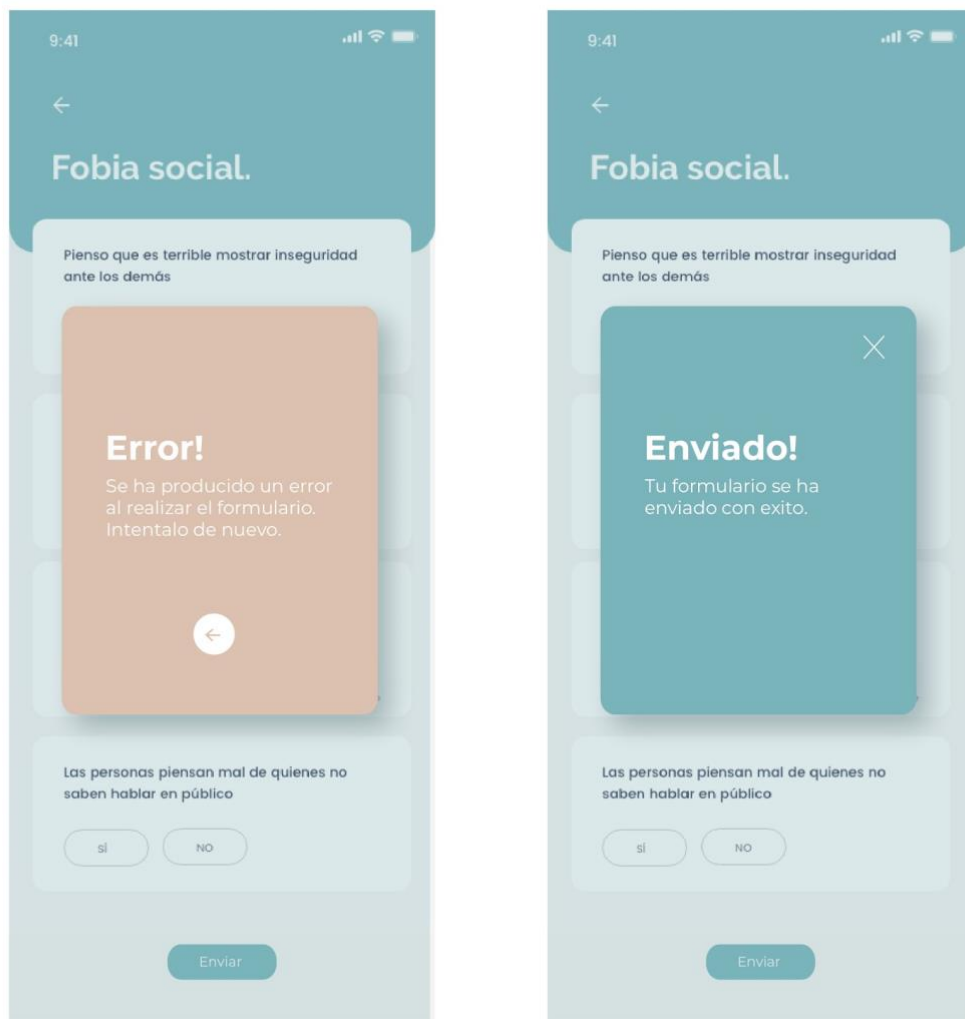 9:41
Fobia social.
Pienso que es terrible mostrar inseguridad
ante los demás
Error!
Se ha producido un error
al realizar el formulario.
Intentalo de nuevo.
Las personas piensan mal de quienes no
saben hablar en público
SÍ NO
Enviar
9:41
Fobia social.
Pienso que es terrible mostrar inseguridad
ante los demás
Enviado!
Tu formulario se ha
enviado con exito.
Las personas piensan mal de quienes no
saben hablar en público
SÍ NO
Enviar